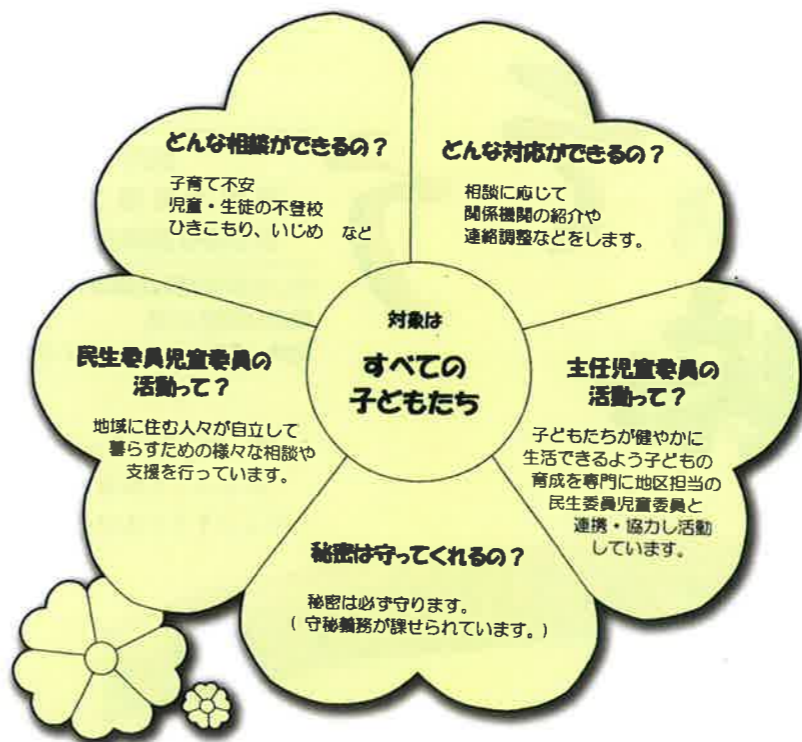 どんな相談ができるの？
子育て不安
児童・生徒の不登校
ひきこもり、いじめ　など
どんな対応ができるの？
相談に応じて
関係機関の紹介や
連絡調整などをします。
対象は
すべての
子どもたち
民生委員児童委員の
活動って？
地域に住む人々が自立して
暮らすための様々な相談や
支援を行っています。
主任児童委員の
活動って？
子どもたちが健やかに
生活できるよう子どもの
育成を専門に地区担当の
民生委員児童委員と
連携・協力し活動
しています。
秘密は守ってくれるの？
秘密は必ず守ります。
（守秘義務が課せられています。）